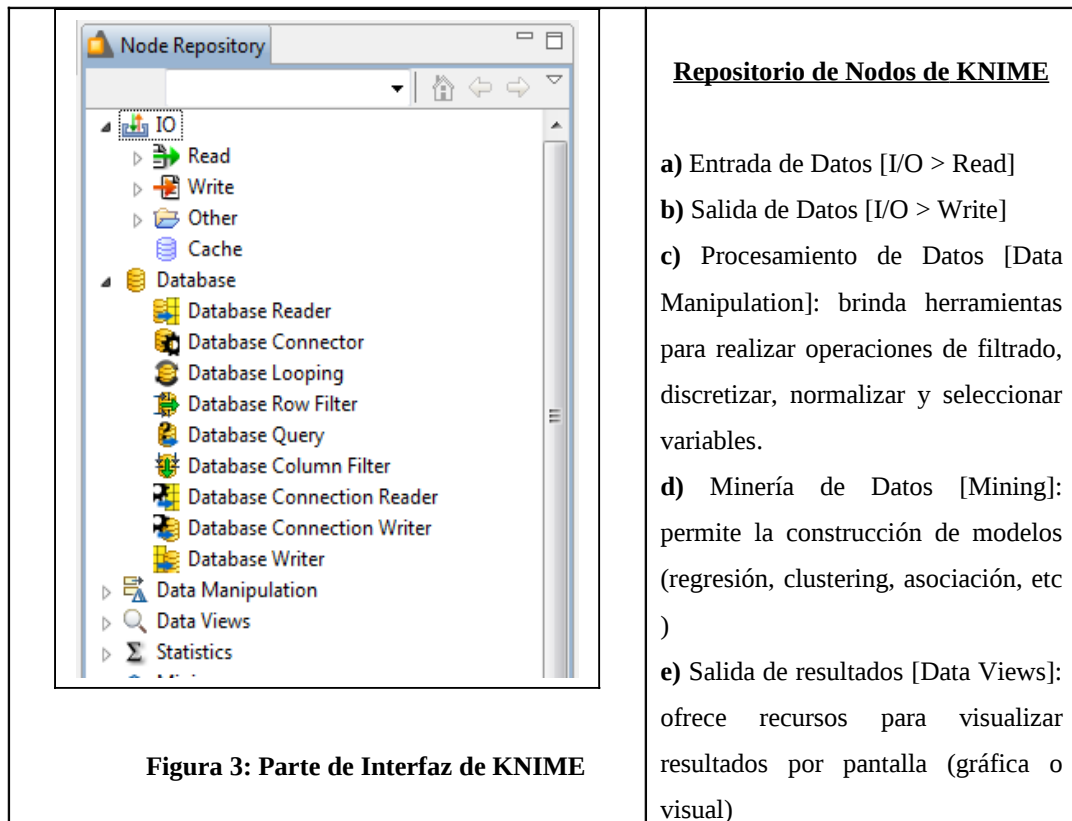 Node Repository
IO
Read
Write
Other
Cache
Database
Database Reader
Database Connector
Database Looping
Database Row Filter
Database Query
Database Column Filter
Database Connection Reader
Database Connection Writer
Database Writer
Data Manipulation
Data Views
Statistics
Figura 3: Parte de Interfaz de KNIME
Repositorio de Nodos de KNIME
a) Entrada de Datos [I/O > Read]
b) Salida de Datos [I/O > Write]
c) Procesamiento de Datos [Data
Manipulation]: brinda herramientas
para realizar operaciones de filtrado,
discretizar, normalizar y seleccionar
variables.
d) Minería de Datos [Mining]:
permite la construcción de modelos
(regresión, clustering, asociación, etc
)
e) Salida de resultados [Data Views]:
ofrece recursos para visualizar
resultados por pantalla (gráfica o
visual)